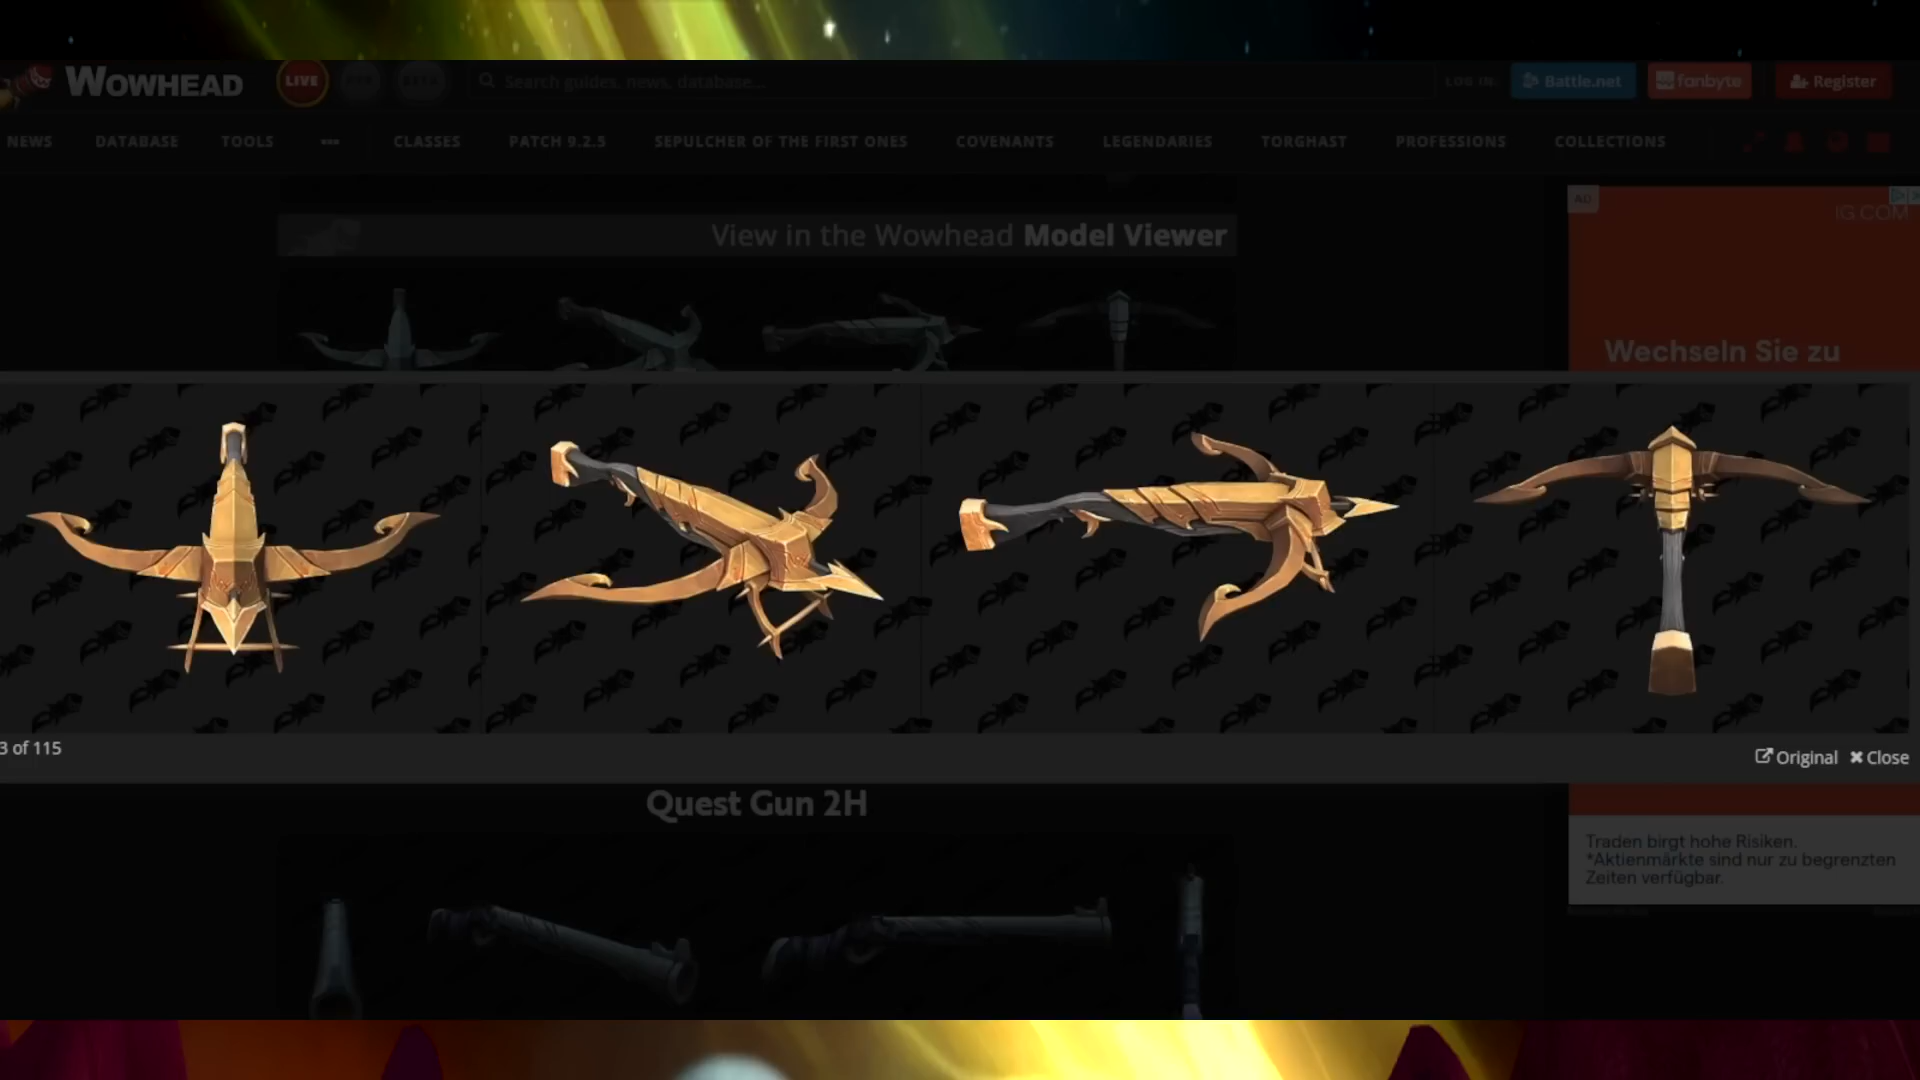 WOWHEAD
LIVE
PTR
BETA
Search guides, news, database...
LOG IN
Battle.net
fanbyte
Register
NEWS
DATABASE
TOOLS
CLASSES
PATCH 9.2.5
SEPULCHER OF THE FIRST ONES
COVENANTS
LEGENDARIES
TORGHAST
PROFESSIONS
COLLECTIONS
View in the Wowhead Model Viewer
AD
IG.COM
Wechseln Sie zu
3 of 115
Original
Close
Quest Gun 2H
Traden birgt hohe Risiken.
*Aktienmärkte sind nur zu begrenzten
Zeiten verfügbar.